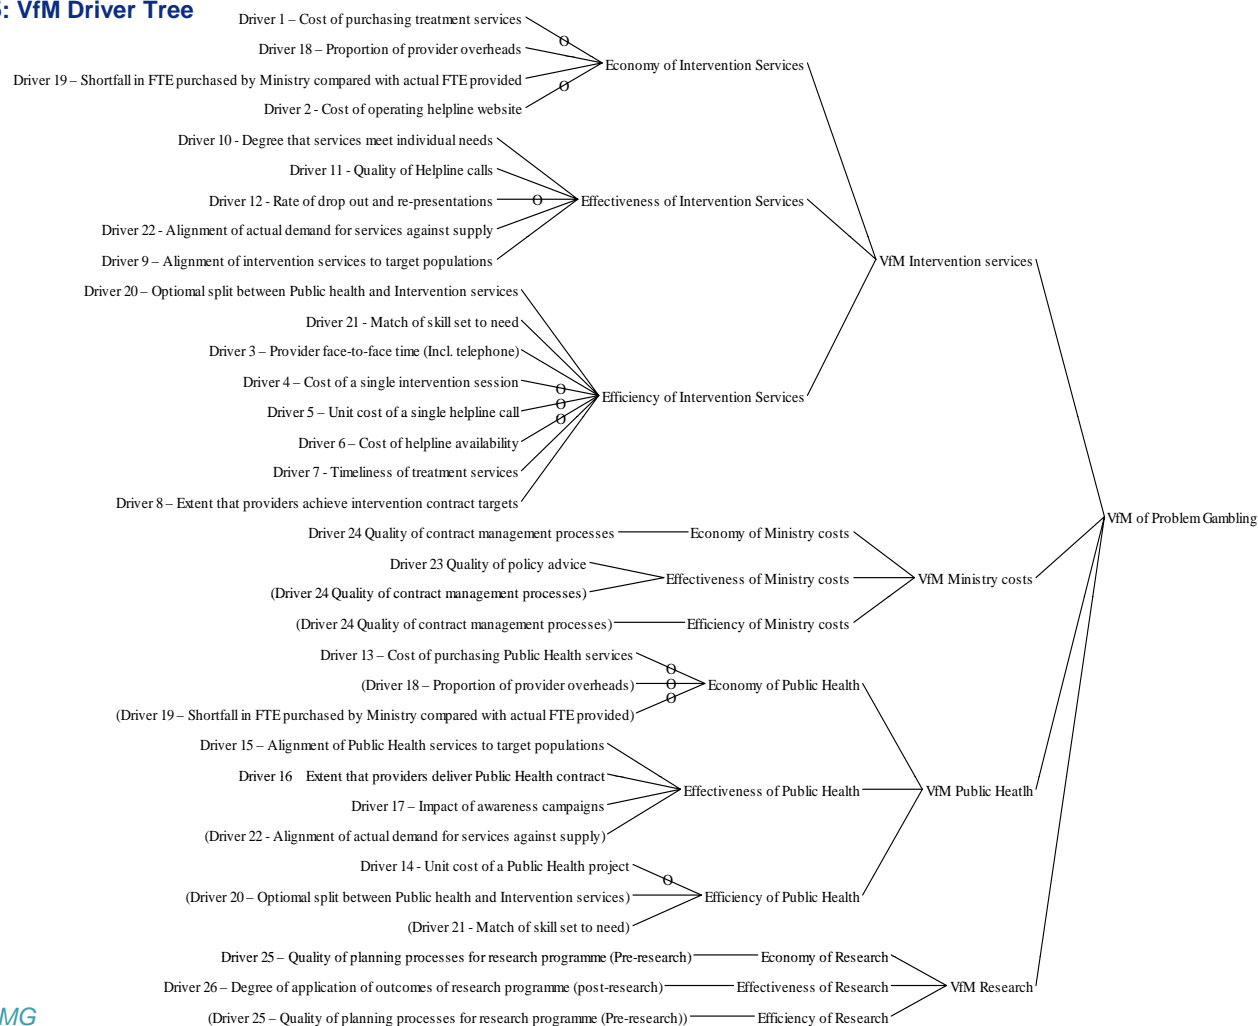 : VfM Driver Tree
Driver 1 – Cost of purchasing treatment services
O
Driver 18 – Proportion of provider overheads
Economy of Intervention Services
Driver 19 – Shortfall in FTE purchased by Ministry compared with actual FTE provided
O
Driver 2 - Cost of operating helpline website
Driver 10 - Degree that services meet individual needs
Driver 11 - Quality of Helpline calls
Driver 12 - Rate of drop out and re-presentations
O
Effectiveness of Intervention Services
Driver 22 - Alignment of actual demand for services against supply
Driver 9 – Alignment of intervention services to target populations
VfM Intervention services
Driver 20 – Optiomal split between Public health and Intervention services
Driver 21 - Match of skill set to need
Driver 3 – Provider face-to-face time (Incl. telephone)
Driver 4 – Cost of a single intervention session
O
O
O
Efficiency of Intervention Services
Driver 5 – Unit cost of a single helpline call
Driver 6 – Cost of helpline availability
Driver 7 - Timeliness of treatment services
Driver 8 – Extent that providers achieve intervention contract targets
VfM of Problem Gambling
Driver 24 Quality of contract management processes
Economy of Ministry costs
Driver 23 Quality of policy advice
Effectiveness of Ministry costs
VfM Ministry costs
(Driver 24 Quality of contract management processes)
(Driver 24 Quality of contract management processes)
Efficiency of Ministry costs
Driver 13 – Cost of purchasing Public Health services
O
O
O
(Driver 18 – Proportion of provider overheads)
Economy of Public Health
(Driver 19 – Shortfall in FTE purchased by Ministry compared with actual FTE provided)
Driver 15 – Alignment of Public Health services to target populations
Driver 16 Extent that providers deliver Public Health contract
Effectiveness of Public Health
VfM Public Heatlh
Driver 17 – Impact of awareness campaigns
(Driver 22 - Alignment of actual demand for services against supply)
Driver 14 - Unit cost of a Public Health project
O
(Driver 20 – Optiomal split between Public health and Intervention services)
Efficiency of Public Health
(Driver 21 - Match of skill set to need)
Driver 25 – Quality of planning processes for research programme (Pre-research)
Economy of Research
Driver 26 – Degree of application of outcomes of research programme (post-research)
Effectiveness of Research
VfM Research
(Driver 25 – Quality of planning processes for research programme (Pre-research))
Efficiency of Research
MG